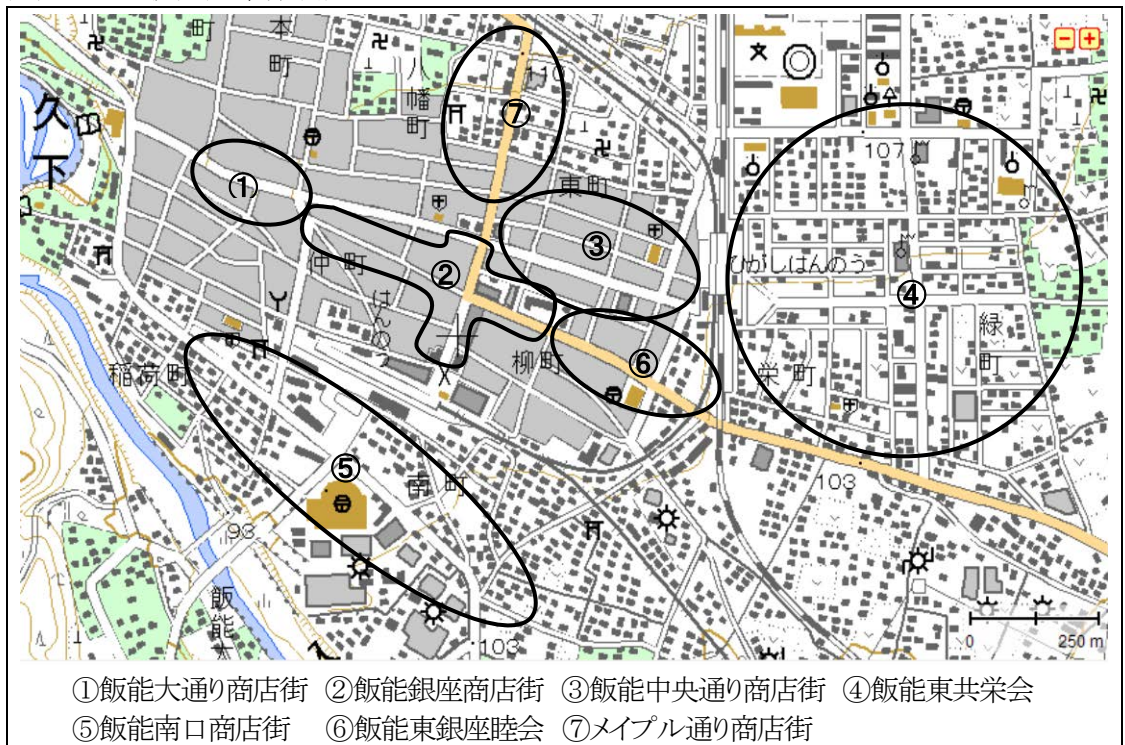 町
本町
八幡町
110
久下
⑦
107
①
東町
③
②
仲町
はんのう
ひがしはんのう
④
緑町
柳町
⑥
栄町
稲荷町
⑤
南町
103
93
飯能大
103
0 250 m
①飯能大通り商店街 ②飯能銀座商店街 ③飯能中央通り商店街 ④飯能東共栄会
⑤飯能南口商店街 ⑥飯能東銀座睦会 ⑦メイプル通り商店街